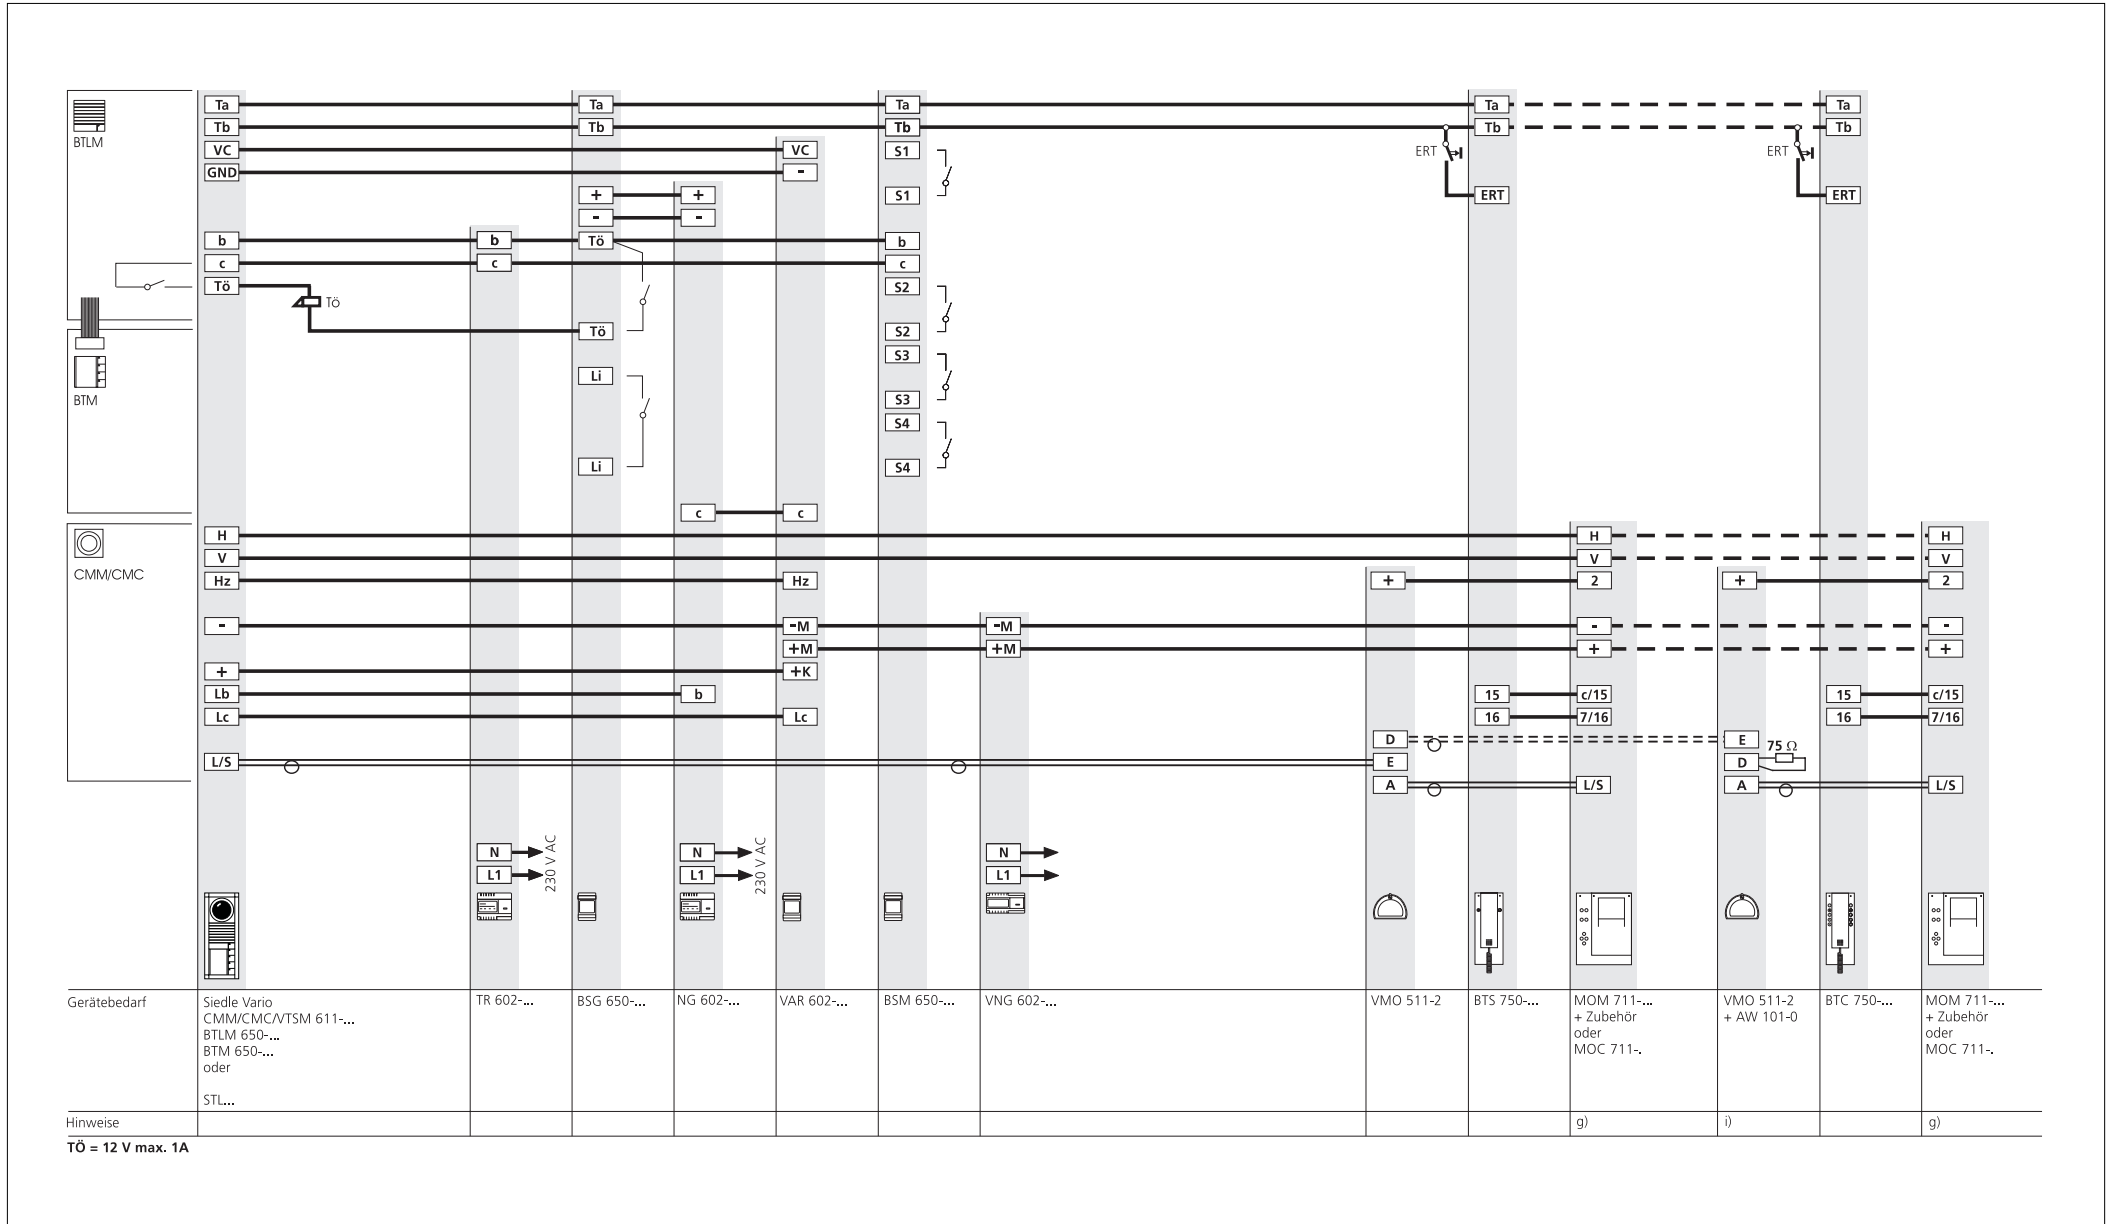 Ta Ta Ta Ta Ta
BTLM Tb Tb Tb Tb Tb
VC VC S1 ERT ERT
GND -
+ + S1 ERT ERT
- -
b b Tö b
c c c
Tö Tö S2
Tö S2
S3
Li
BTM S3
S4
Li S4
c c
H H H
V V V
CMM/CMC Hz Hz + 2 + 2
- -M -M - -
+M +M + +
+ +K
Lb b 15 c/15 15 c/15
Lc Lc 16 7/16 16 7/16
D E 75 Ω
L/S E D
A L/S A L/S
N 230 V AC N 230 V AC N
L1 L1 L1
Gerätebedarf
Siedle Vario
CMM/CMC/VTSM 611-...
BTLM 650-...
BTM 650-...
oder
STL...
TR 602-...
BSG 650-...
NG 602-...
VAR 602-...
BSM 650-...
VNG 602-...
VMO 511-2
BTS 750-...
MOM 711-...
+ Zubehör
oder
MOC 711-.
VMO 511-2
+ AW 101-0
BTC 750-...
MOM 711-...
+ Zubehör
oder
MOC 711-.
Hinweise g) i) g)
TÖ = 12 V max. 1A